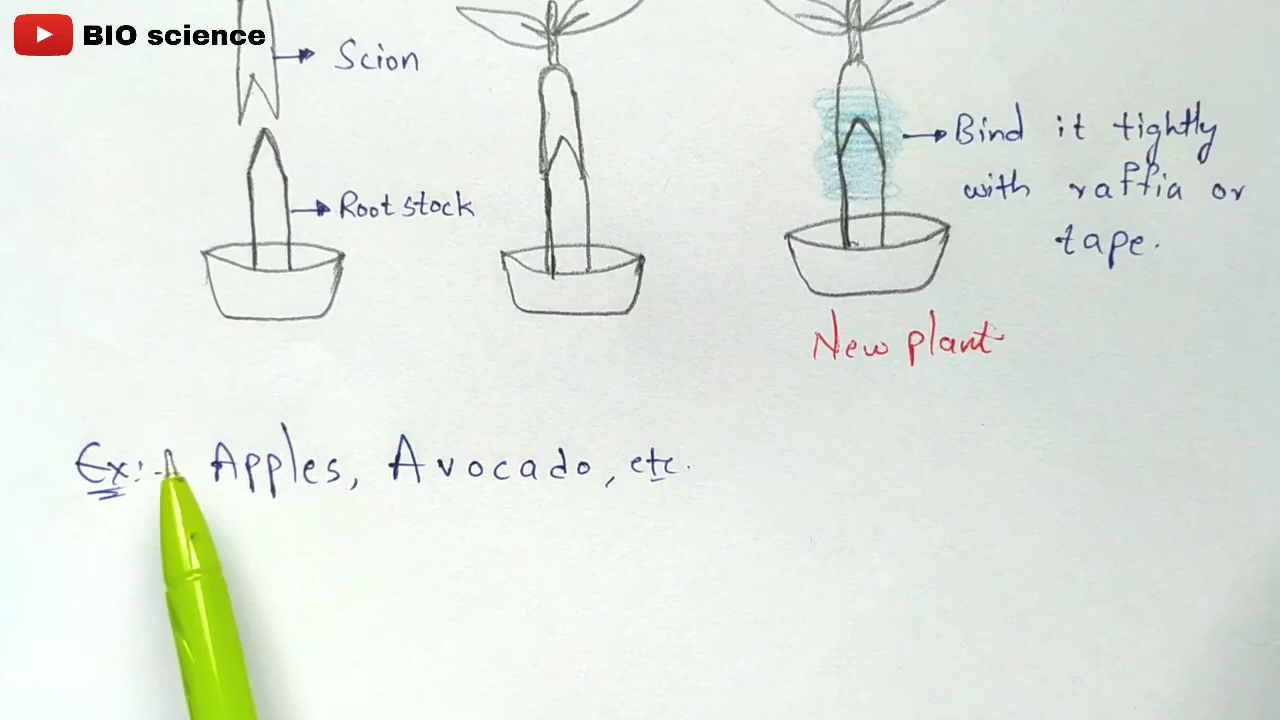 BIO science
Scion
Root stock
Bind it tightly
with raffia or
tape.
New plant
Ex:- Apples, Avocado, etc.